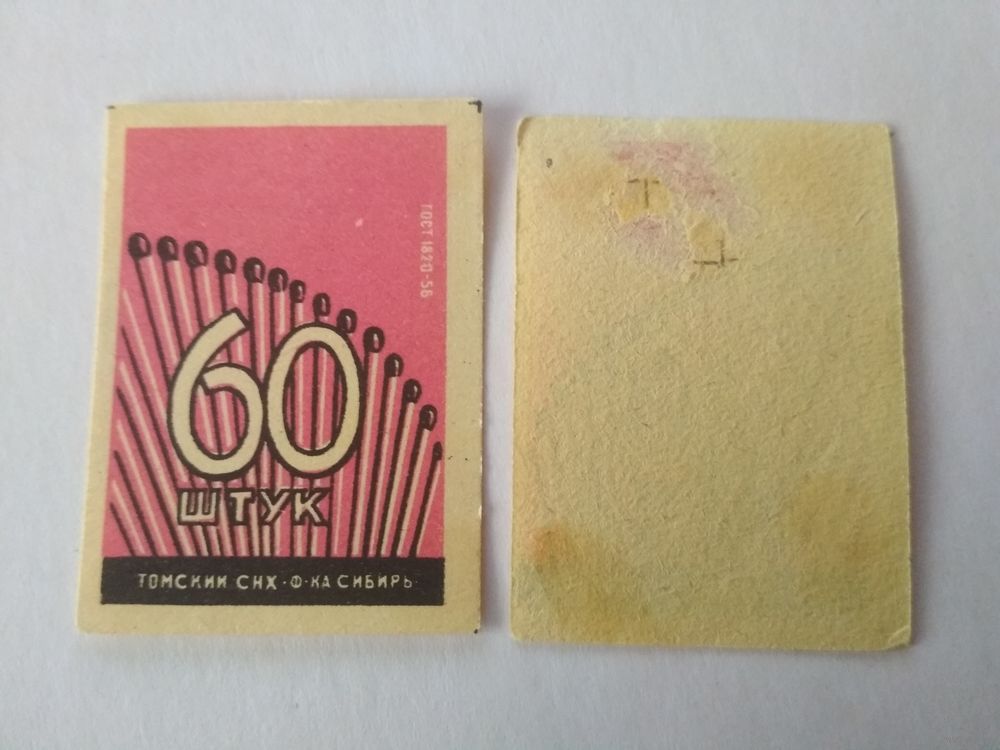 ГОСТ 1820-56
60
ШТУК
ТОМСКИЙ СНХ·Ф-КА СИБИРЬ